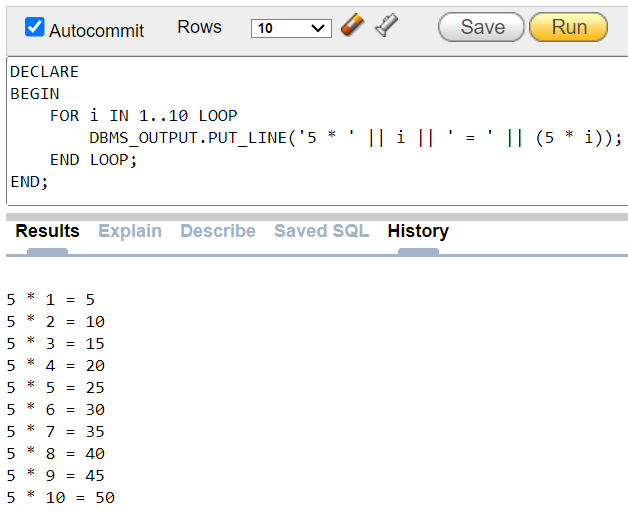 Autocommit Rows 10 Save Run
DECLARE
BEGIN
    FOR i IN 1..10 LOOP
        DBMS_OUTPUT.PUT_LINE('5 * ' || i || ' = ' || (5 * i));
    END LOOP;
END;
Results Explain Describe Saved SQL History
5 * 1 = 5
5 * 2 = 10
5 * 3 = 15
5 * 4 = 20
5 * 5 = 25
5 * 6 = 30
5 * 7 = 35
5 * 8 = 40
5 * 9 = 45
5 * 10 = 50